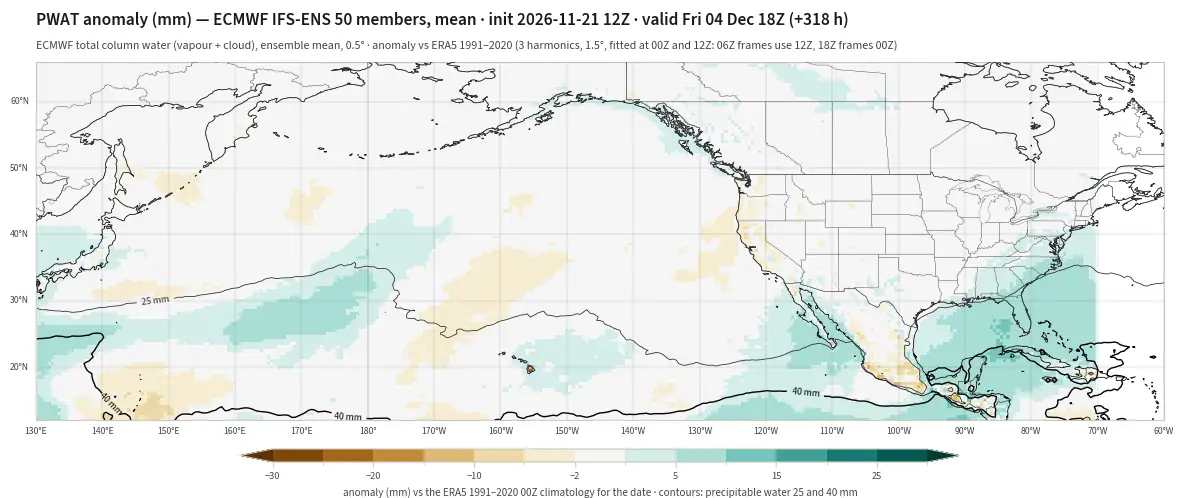 PWAT anomaly (mm) — ECMWF IFS-ENS 50 members, mean · init 2026-11-21 12Z · valid Fri 04 Dec 18Z (+318 h)
ECMWF total column water (vapour + cloud), ensemble mean, 0.5° · anomaly vs ERA5 1991–2020 (3 harmonics, 1.5°, fitted at 00Z and 12Z: 06Z frames use 12Z, 18Z frames 00Z)
60°N
50°N
40°N
30°N
20°N
25 mm
40 mm
40 mm
40 mm
130°E 140°E 150°E 160°E 170°E 180° 170°W 160°W 150°W 140°W 130°W 120°W 110°W 100°W 90°W 80°W 70°W 60°W
−30 −20 −10 −2 5 15 25
anomaly (mm) vs the ERA5 1991–2020 00Z climatology for the date · contours: precipitable water 25 and 40 mm